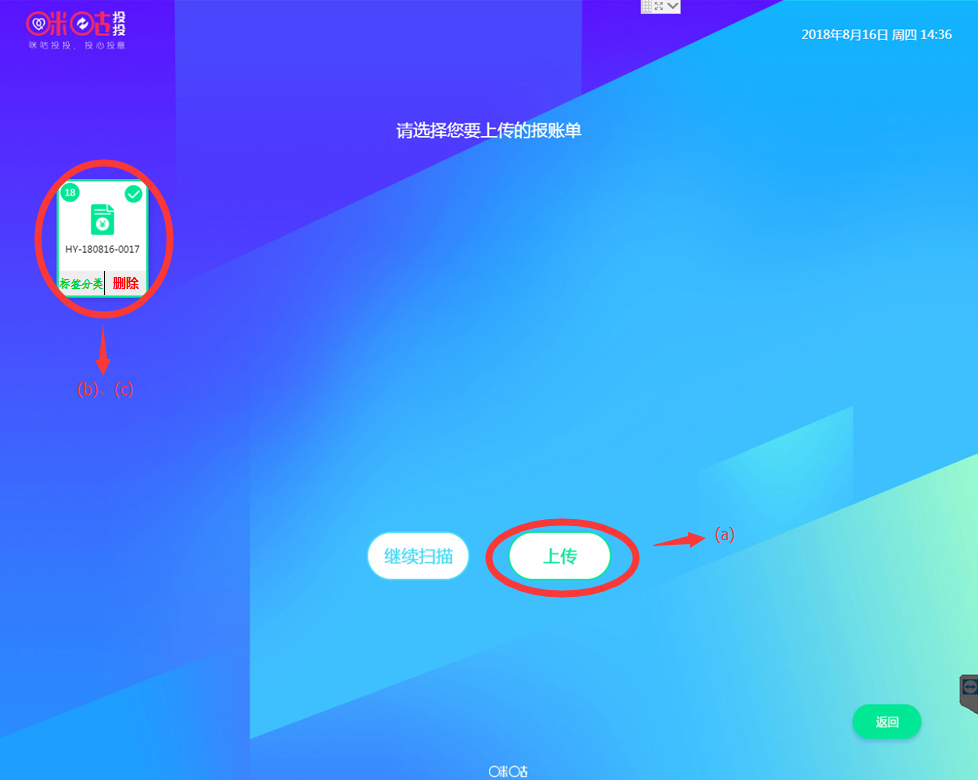 咪咕投投
咪咕投投，投心投意
2018年8月16日 周四 14:36
请选择您要上传的报账单
18
¥
HY-180816-0017
标签分类 删除
(b)、(c)
继续扫描
上传
(a)
返回
咪咕